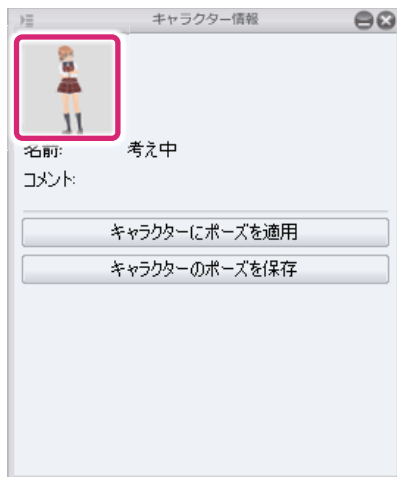 キャラクター情報
名前: 考え中
コメント:
キャラクターにポーズを適用
キャラクターのポーズを保存